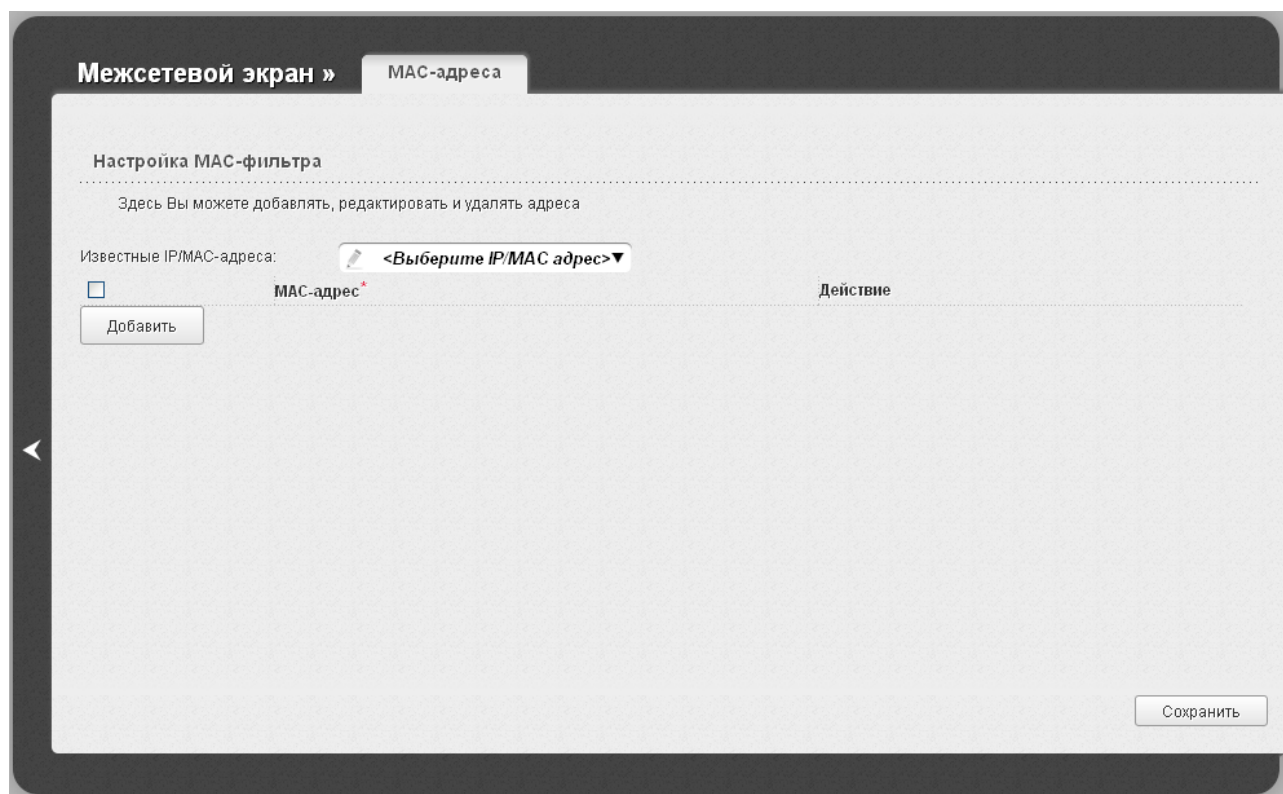 Межсетевой экран » MAC-адреса
Настройка MAC-фильтра
Здесь Вы можете добавлять, редактировать и удалять адреса
Известные IP/MAC-адреса: <Выберите IP/MAC адрес>▼
MAC-адрес* Действие
Добавить
Сохранить